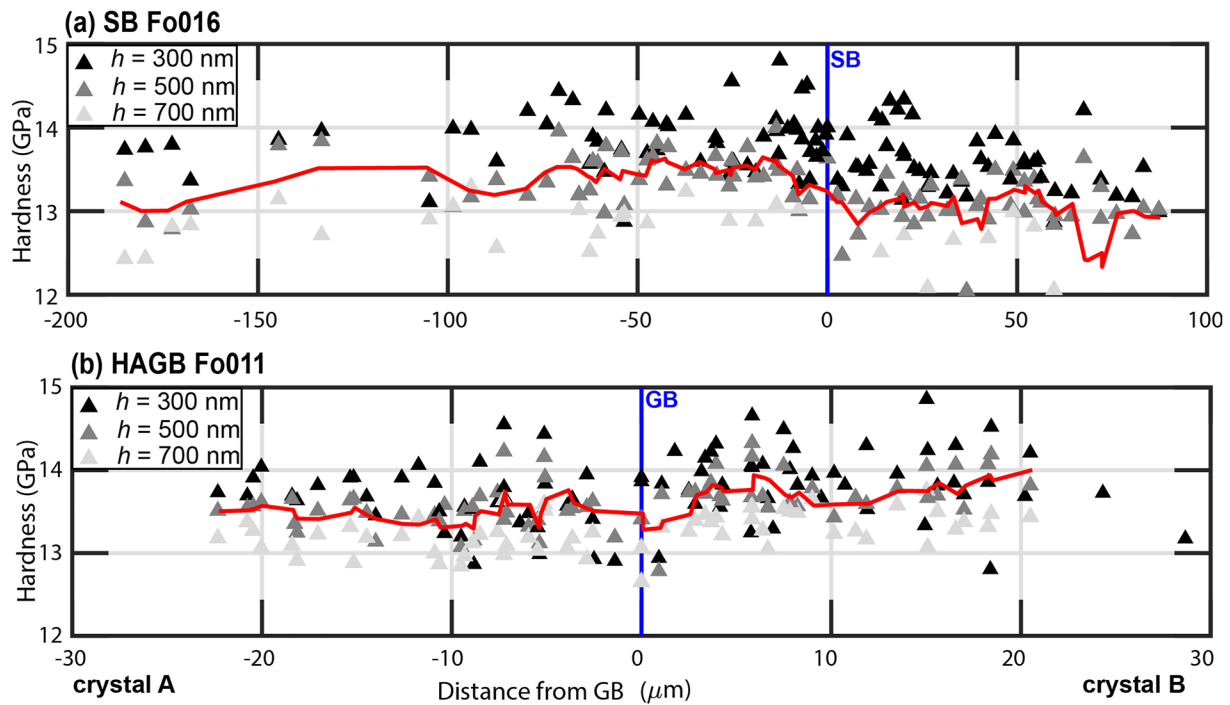 (a) SB Fo016
15
14
13
12
Hardness (GPa)
h = 300 nm
h = 500 nm
h = 700 nm
SB
-200 -150 -100 -50 0 50 100
(b) HAGB Fo011
15
14
13
12
Hardness (GPa)
h = 300 nm
h = 500 nm
h = 700 nm
GB
-30 -20 -10 0 10 20 30
crystal A Distance from GB (μm) crystal B